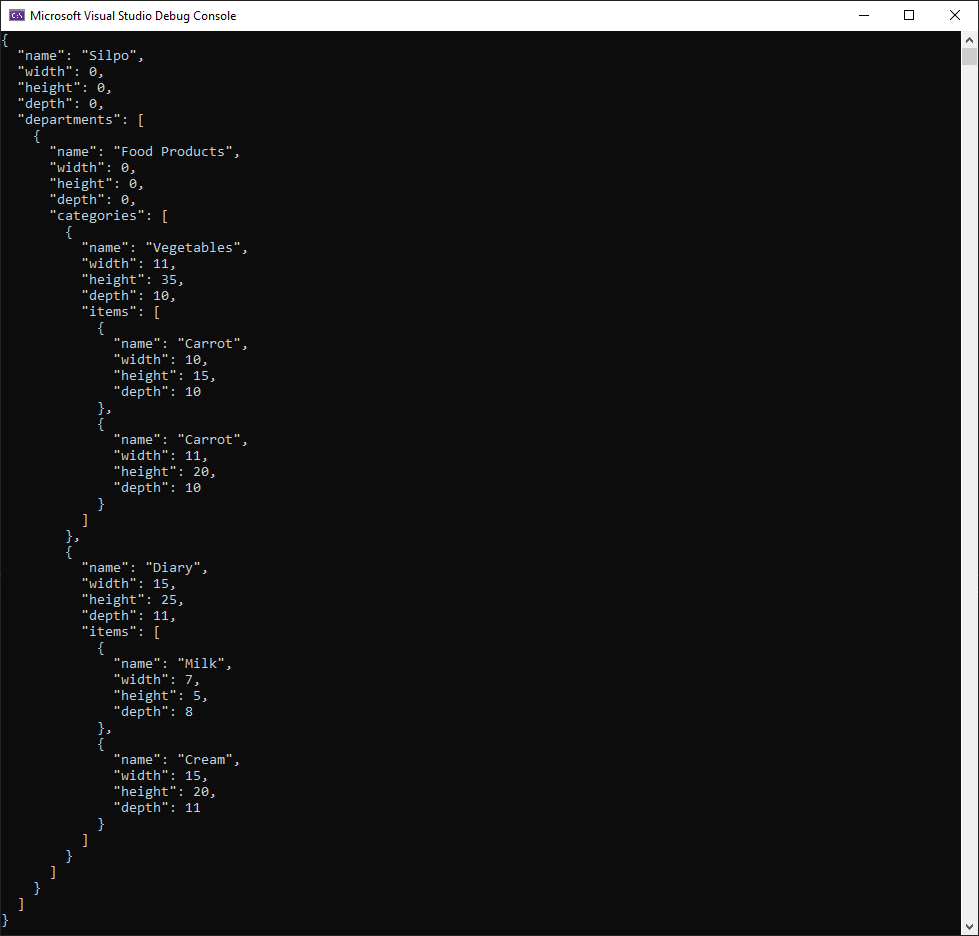 Microsoft Visual Studio Debug Console
{
  "name": "Silpo",
  "width": 0,
  "height": 0,
  "depth": 0,
  "departments": [
    {
      "name": "Food Products",
      "width": 0,
      "height": 0,
      "depth": 0,
      "categories": [
        {
          "name": "Vegetables",
          "width": 11,
          "height": 35,
          "depth": 10,
          "items": [
            {
              "name": "Carrot",
              "width": 10,
              "height": 15,
              "depth": 10
            },
            {
              "name": "Carrot",
              "width": 11,
              "height": 20,
              "depth": 10
            }
          ]
        },
        {
          "name": "Diary",
          "width": 15,
          "height": 25,
          "depth": 11,
          "items": [
            {
              "name": "Milk",
              "width": 7,
              "height": 5,
              "depth": 8
            },
            {
              "name": "Cream",
              "width": 15,
              "height": 20,
              "depth": 11
            }
          ]
        }
      ]
    }
  ]
}